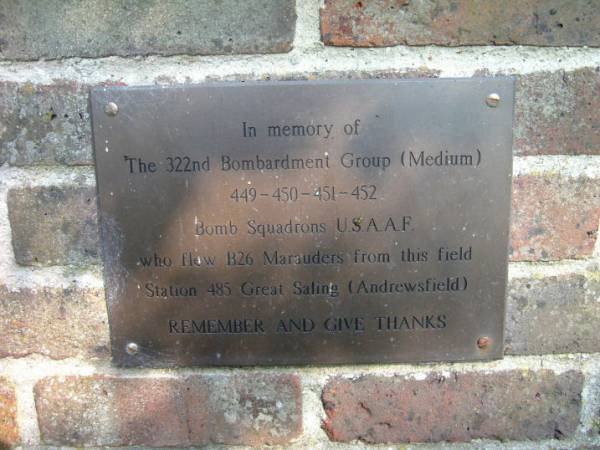 In memory of
The 322nd Bombardment Group (Medium)
449-450-451-452
Bomb Squadrons U.S.A.A.F.
who flew B26 Marauders from this field
Station 485 Great Saling (Andrewsfield)
REMEMBER AND GIVE THANKS